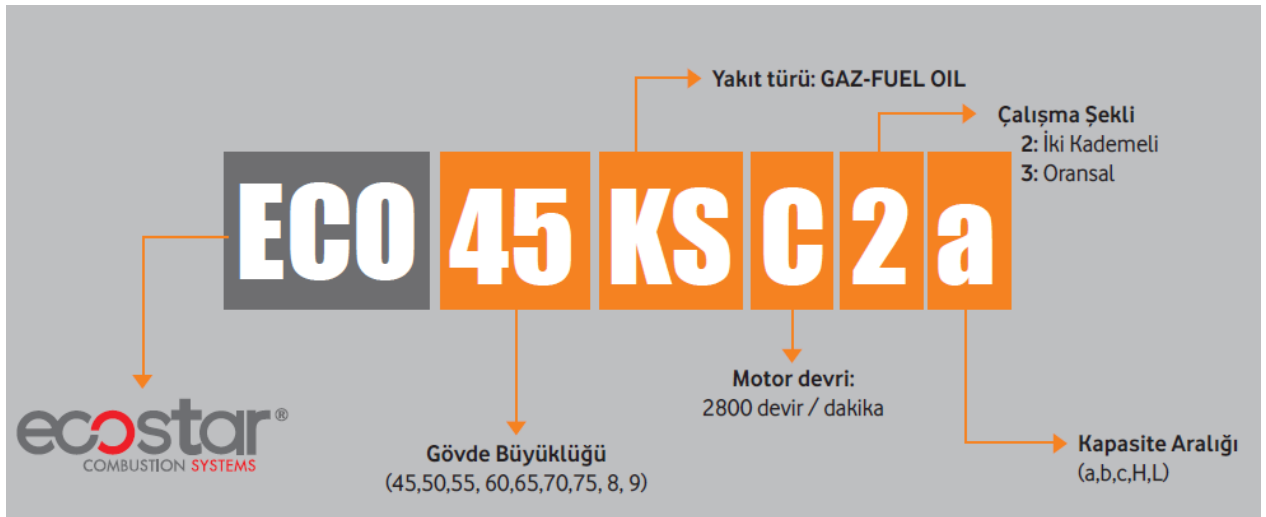 Yakıt türü: GAZ-FUEL OIL
Çalışma Şekli
2: İki Kademeli
3: Oransal
ECO 45 KS C 2 a
ecostar®
COMBUSTION SYSTEMS
Gövde Büyüklüğü
(45,50,55, 60,65,70,75, 8, 9)
Motor devri:
2800 devir / dakika
Kapasite Aralığı
(a,b,c,H,L)